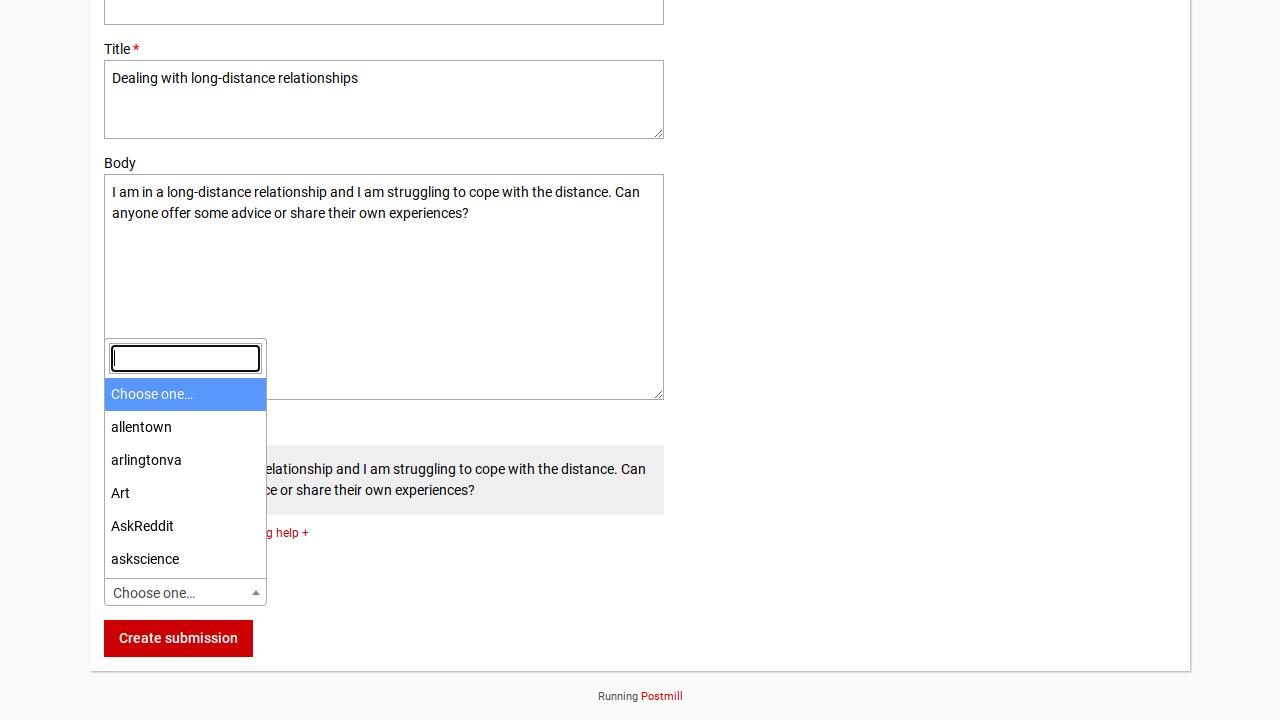 Title *
Dealing with long-distance relationships
Body
I am in a long-distance relationship and I am struggling to cope with the distance. Can
anyone offer some advice or share their own experiences?
Choose one…
allentown
arlingtonva
Art
AskReddit
askscience
elationship and I am struggling to cope with the distance. Can
ce or share their own experiences?
g help +
Choose one…
Create submission
Running Postmill